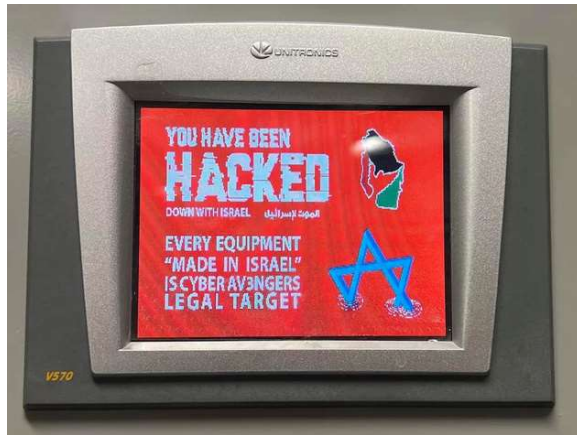 UNITRONICS
YOU HAVE BEEN
HACKED
DOWN WITH ISRAEL الموت لإسرائيل
EVERY EQUIPMENT
“MADE IN ISRAEL”
IS CYBER AV3NGERS
LEGAL TARGET
V570